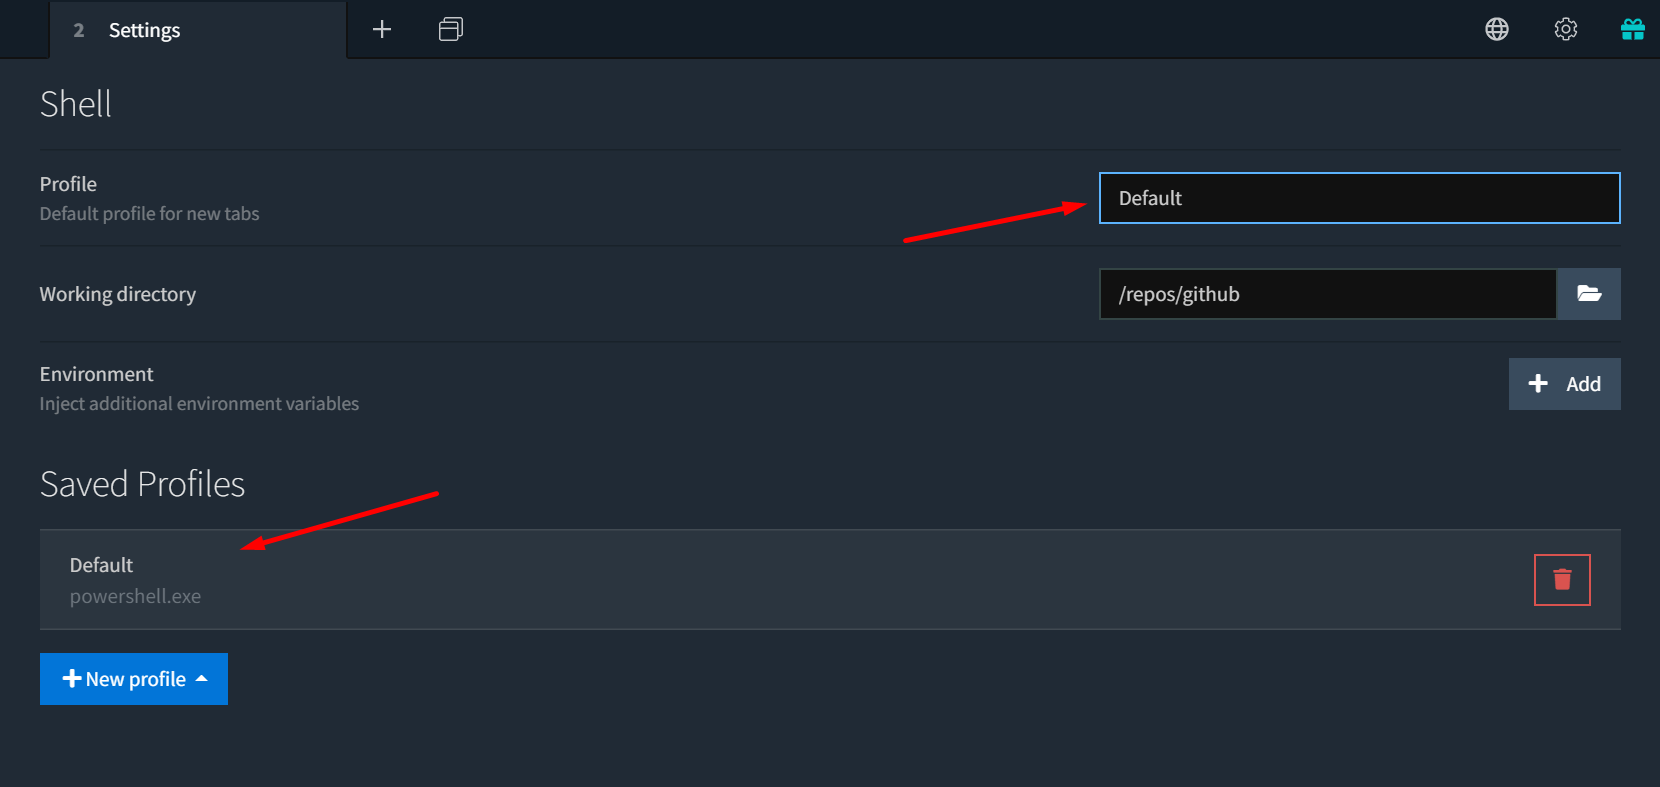 2 Settings
Shell
Profile
Default profile for new tabs
Default
Working directory
/repos/github
Environment
Inject additional environment variables
Add
Saved Profiles
Default
powershell.exe
New profile